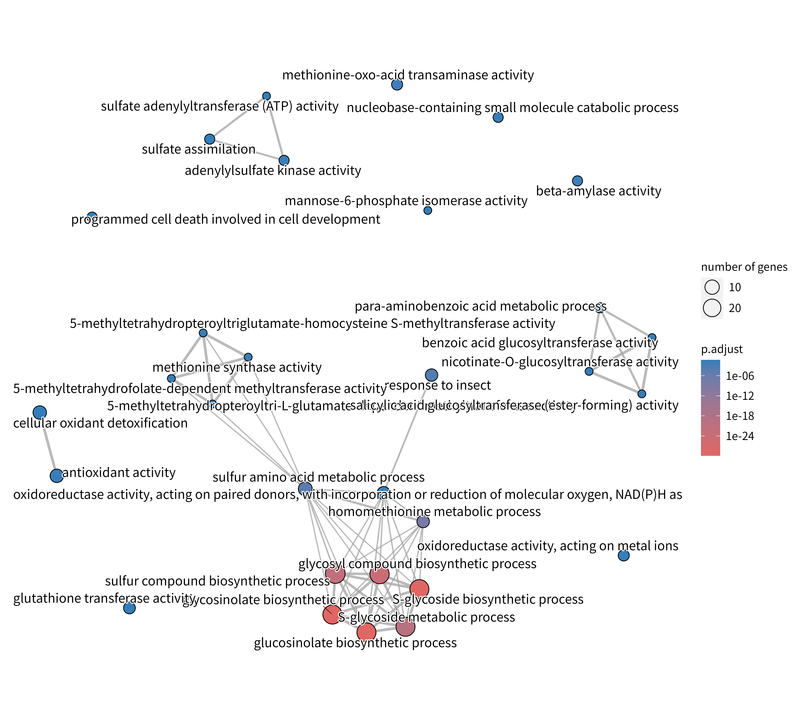 methionine-oxo-acid transaminase activity
sulfate adenylyltransferase (ATP) activity
nucleobase-containing small molecule catabolic process
sulfate assimilation
adenylylsulfate kinase activity
beta-amylase activity
mannose-6-phosphate isomerase activity
programmed cell death involved in cell development
number of genes
10
20
para-aminobenzoic acid metabolic process
5-methyltetrahydropteroyltriglutamate-homocysteine S-methyltransferase activity
benzoic acid glucosyltransferase activity
p.adjust
nicotinate-O-glucosyltransferase activity
methionine synthase activity
1e-06
5-methyltetrahydrofolate-dependent methyltransferase activity
response to insect
1e-12
5-methyltetrahydropteroyltri-L-glutamate
salicylic acid glucosyltransferase (ester-forming) activity
1e-18
cellular oxidant detoxification
1e-24
antioxidant activity
sulfur amino acid metabolic process
oxidoreductase activity, acting on paired donors, with incorporation or reduction of molecular oxygen, NAD(P)H as
homomethionine metabolic process
oxidoreductase activity, acting on metal ions
glycosyl compound biosynthetic process
sulfur compound biosynthetic process
glutathione transferase activity
glycosinolate biosynthetic process
S-glycoside biosynthetic process
S-glycoside metabolic process
glucosinolate biosynthetic process